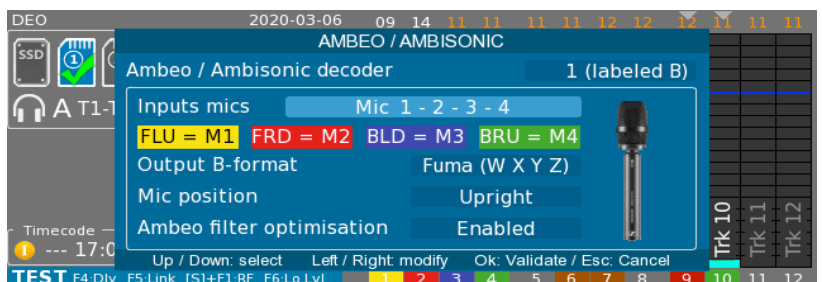 DEO 2020-03-06 09 14 11 11 11 11 11 12 12 12 11 11 11
AMBEO / AMBISONIC
SSD 1
Ambeo / Ambisonic decoder 1 (labeled B)
A T1-T
Inputs mics Mic 1 - 2 - 3 - 4
FLU = M1 FRD = M2 BLD = M3 BRU = M4
Output B-format Fuma (W X Y Z)
Mic position Upright
Ambeo filter optimisation Enabled
Timecode
--- 17:0
Trk 10
Trk 11
Trk 12
Up / Down: select Left / Right: modify Ok: Validate / Esc: Cancel
TEST F4:Dly F5:Link [S]+F1:RF F6:Lo Lvl 1 2 3 4 5 6 7 8 9 10 11 12